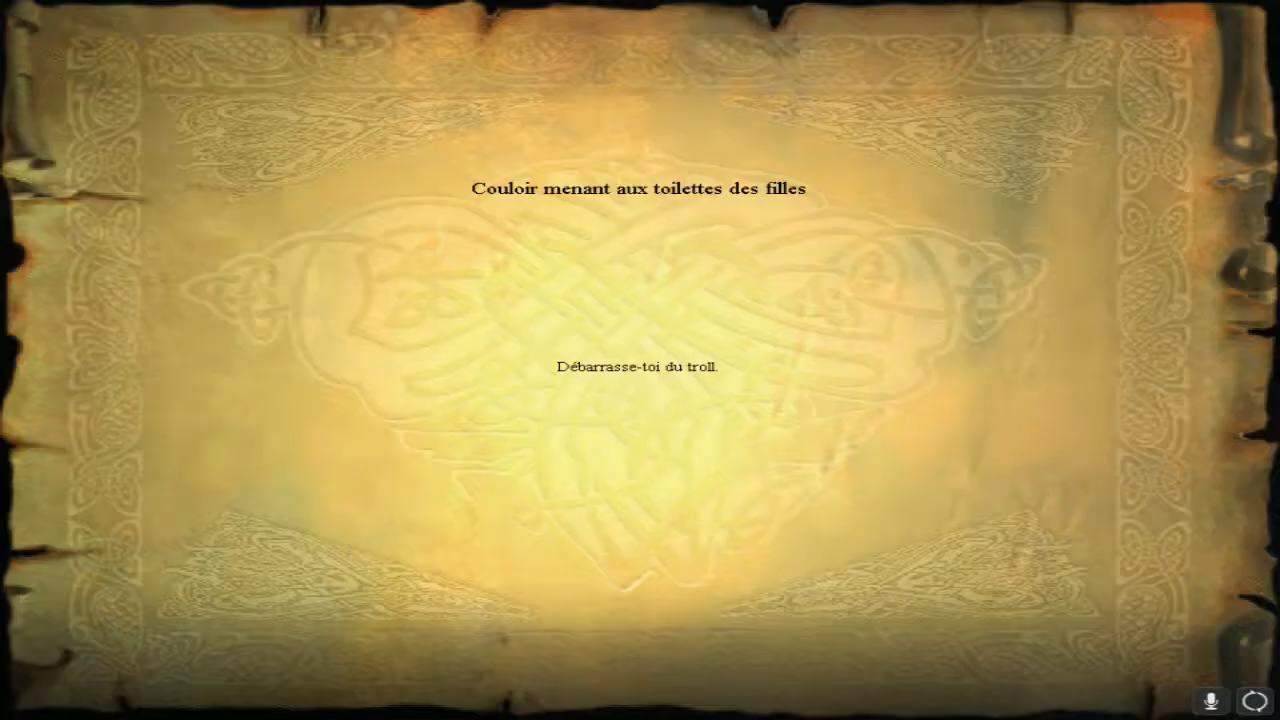 Couloir menant aux toilettes des filles
Débarrasse-toi du troll.